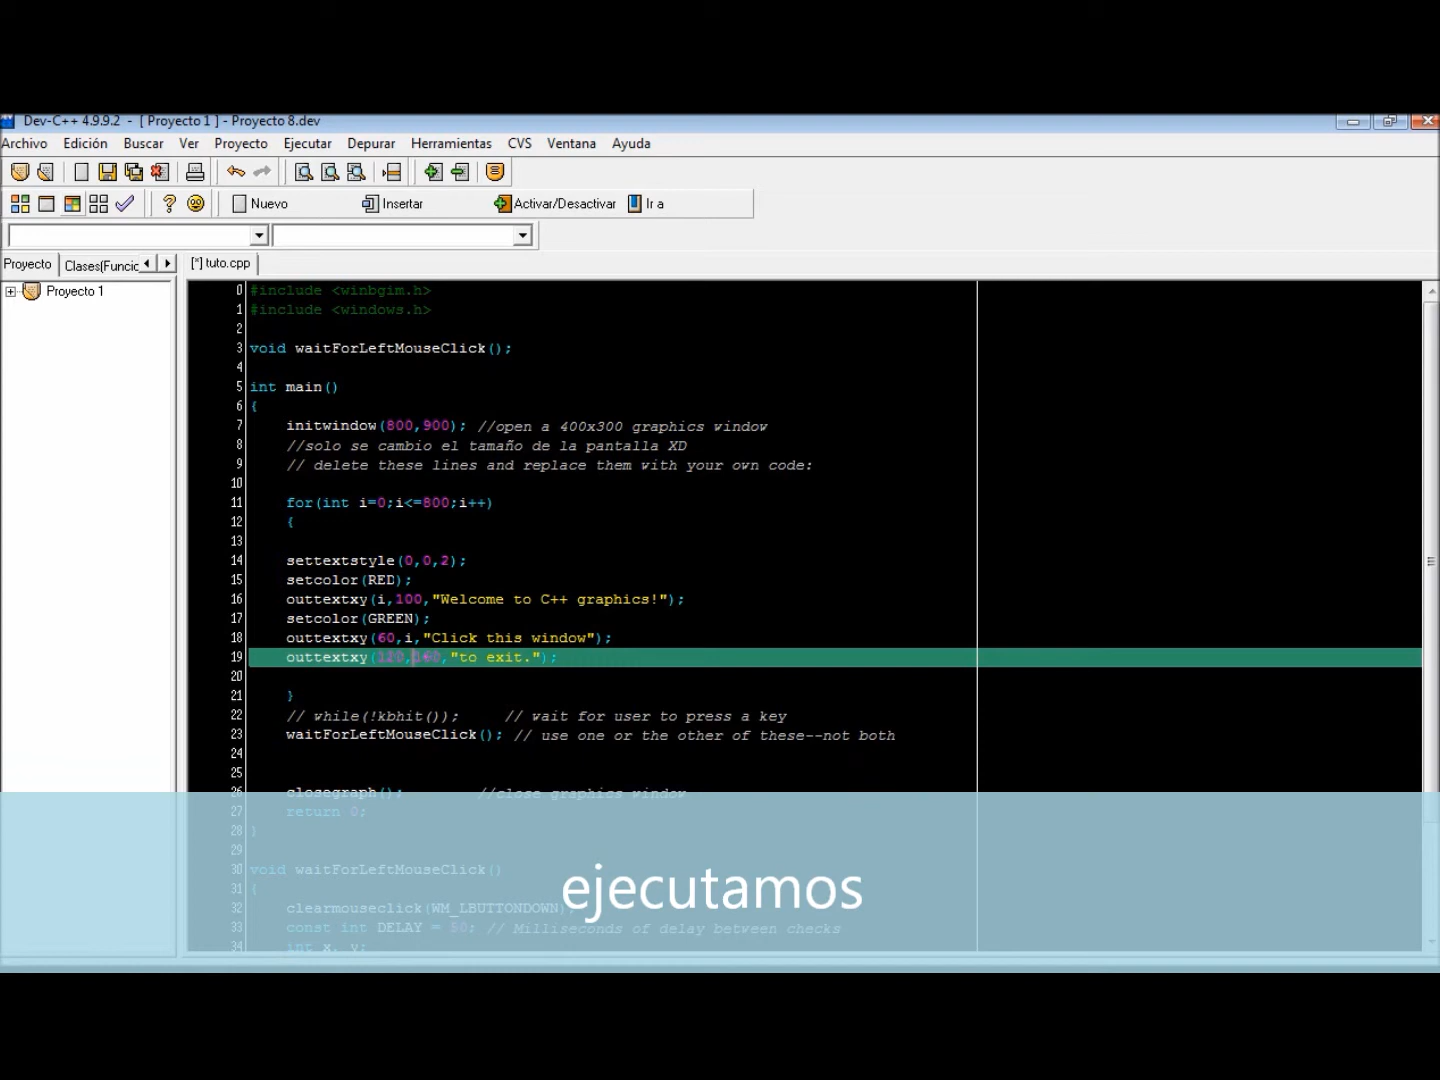 Dev-C++ 4.9.9.2 - [ Proyecto 1 ] - Proyecto 8.dev
Archivo Edición Buscar Ver Proyecto Ejecutar Depurar Herramientas CVS Ventana Ayuda
Nuevo Insertar Activar/Desactivar Ir a
Proyecto Clases(Funcic [*] tuto.cpp
Proyecto 1
0 #include <winbgim.h>
1 #include <windows.h>
2
3 void waitForLeftMouseClick();
4
5 int main()
6 {
7 initwindow(800,900); //open a 400x300 graphics window
8 //solo se cambio el tamaño de la pantalla XD
9 // delete these lines and replace them with your own code:
10
11 for(int i=0;i<=800;i++)
12 {
13
14 settextstyle(0,0,2);
15 setcolor(RED);
16 outtextxy(i,100,"Welcome to C++ graphics!");
17 setcolor(GREEN);
18 outtextxy(60,i,"Click this window");
19 outtextxy(120,160,"to exit.");
20
21 }
22 // while(!kbhit()); // wait for user to press a key
23 waitForLeftMouseClick(); // use one or the other of these--not both
24
25
26 closegraph(); //close graphics window
27 return 0;
28 }
29
30 void waitForLeftMouseClick()
31 {
32 clearmouseclick(WM_LBUTTONDOWN);
33 const int DELAY = 50; // Milliseconds of delay between checks
34 int x, y;
ejecutamos